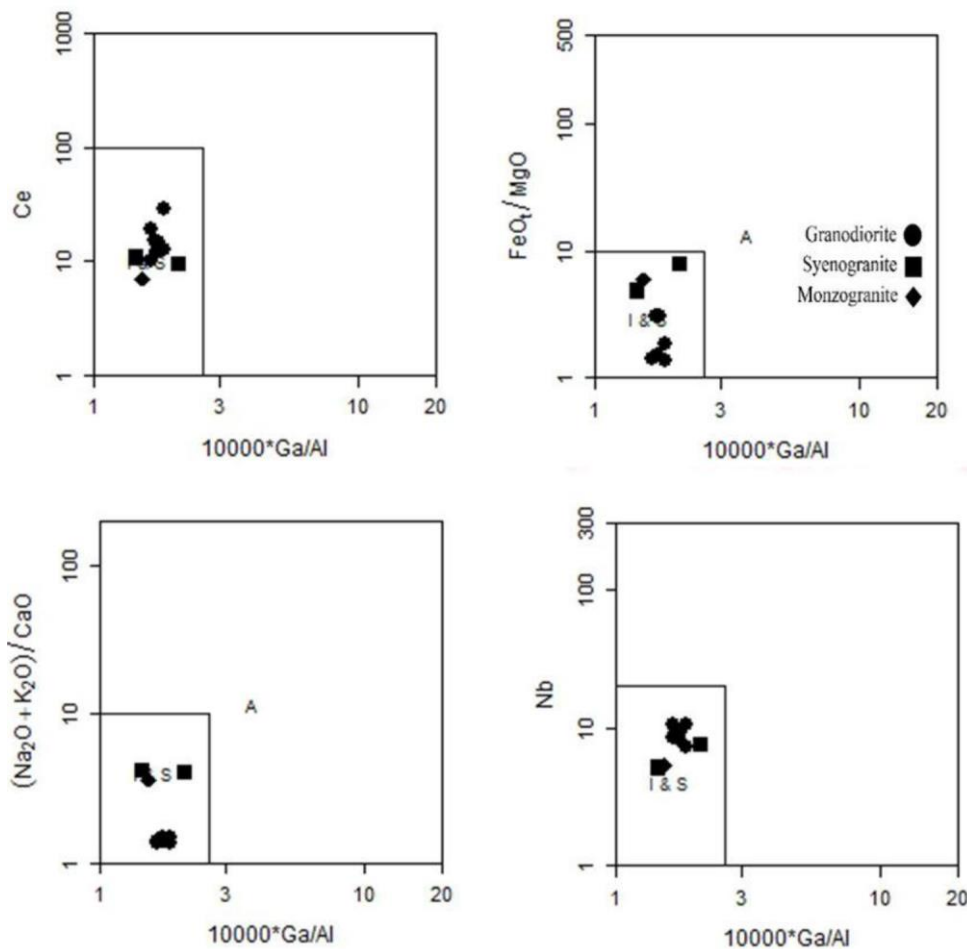 1000
100
10
1
Ce
I & S
1
3
10
20
10000*Ga/Al
500
100
10
1
FeOt/MgO
A
I & S
Granodiorite
Syenogranite
Monzogranite
1
3
10
20
10000*Ga/Al
100
10
1
(Na₂O+K₂O)/CaO
A
& S
1
3
10
20
10000*Ga/Al
300
100
10
1
Nb
I & S
1
3
10
20
10000*Ga/Al